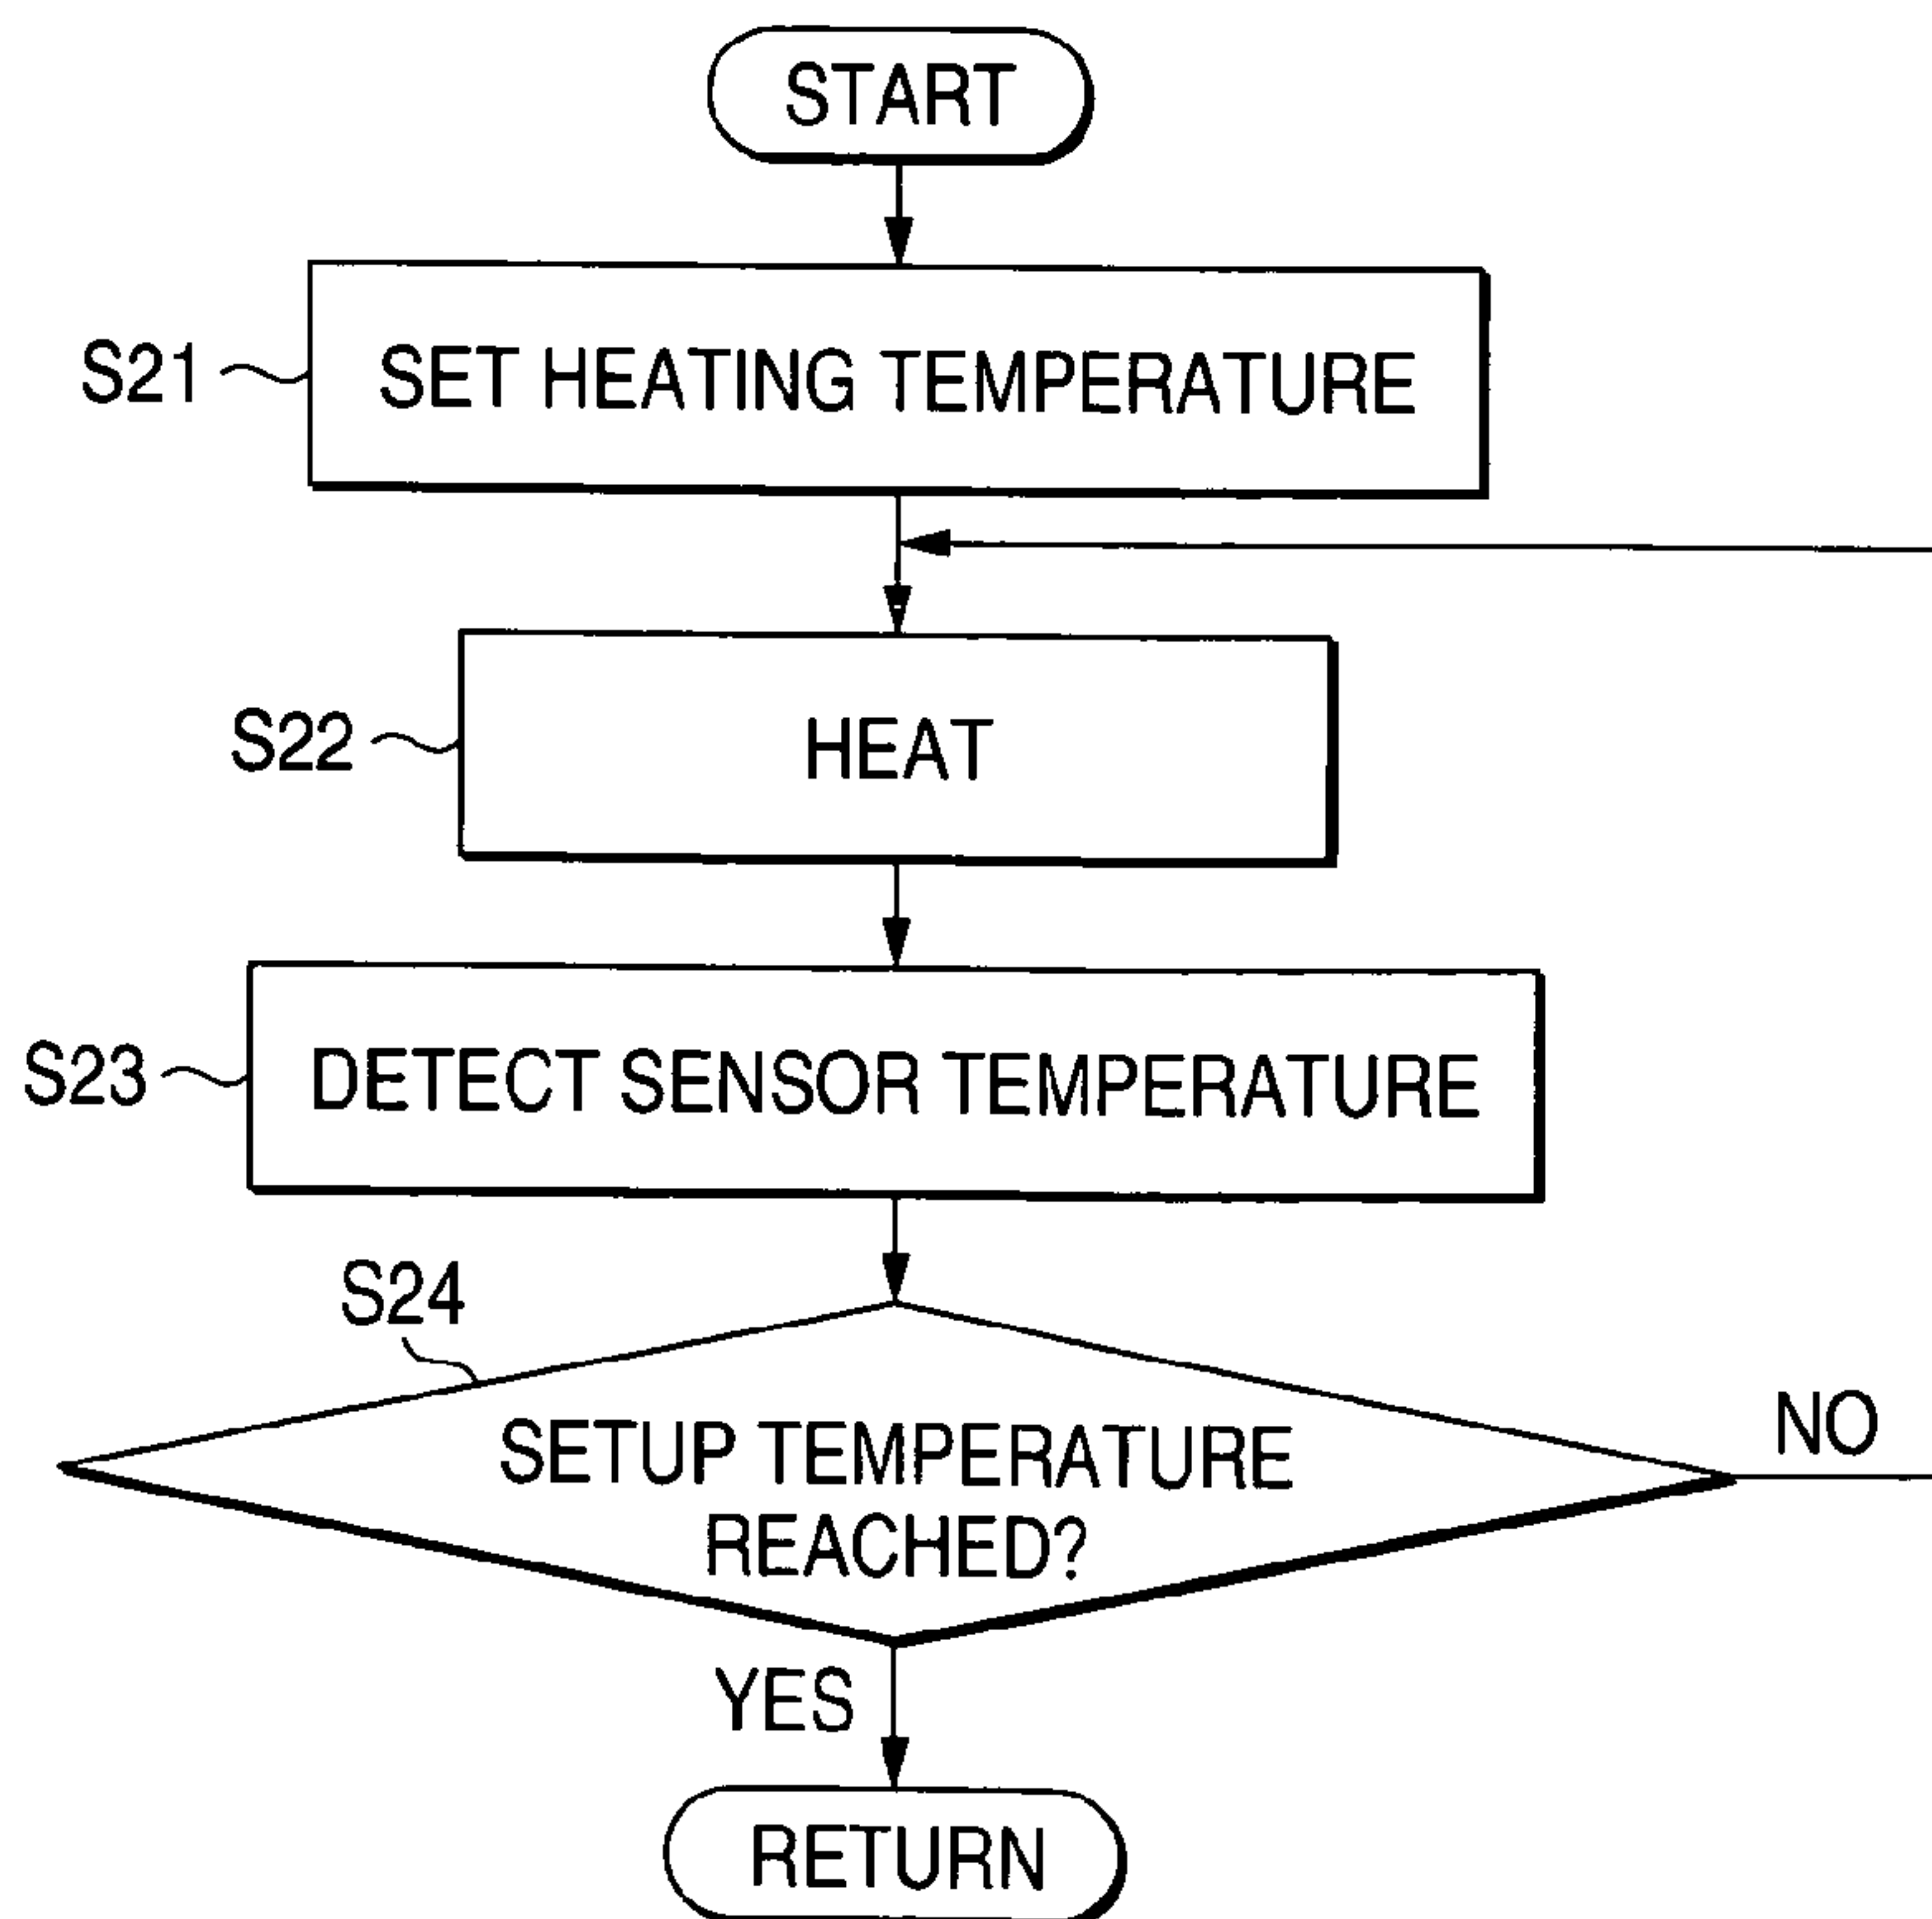 START
S21
SET HEATING TEMPERATURE
S22
HEAT
S23
DETECT SENSOR TEMPERATURE
S24
SETUP TEMPERATURE
REACHED?
NO
YES
RETURN